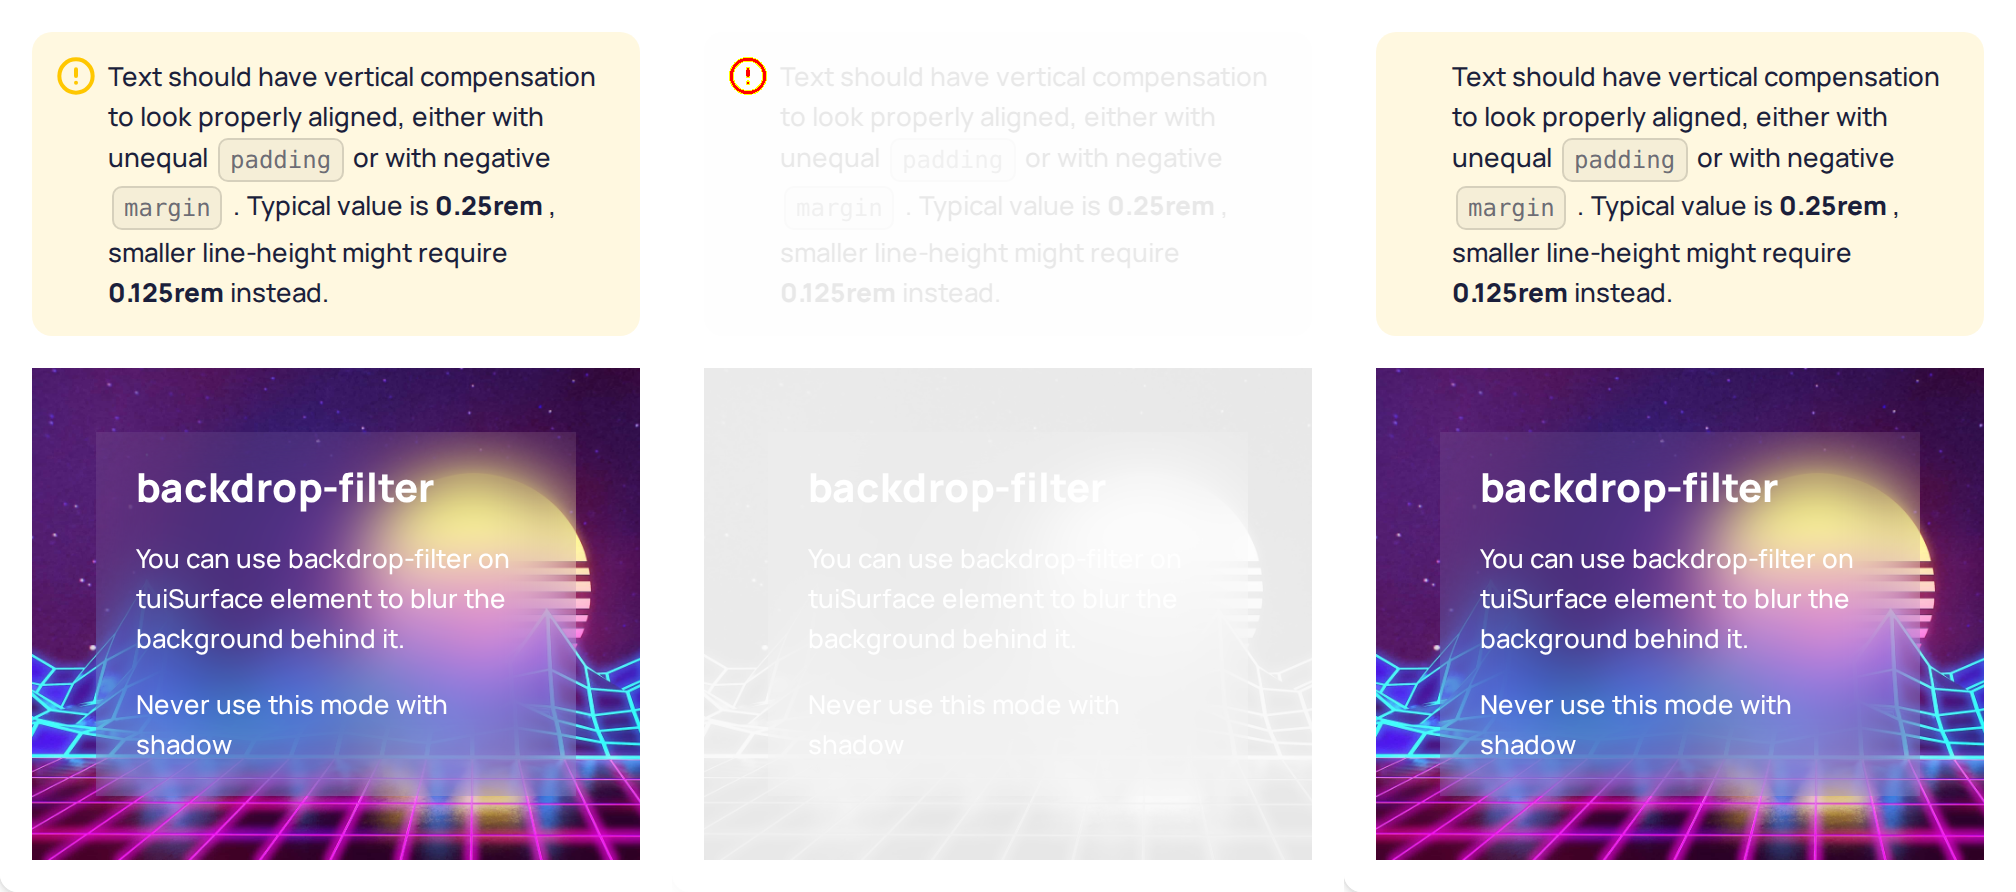 Text should have vertical compensation
to look properly aligned, either with
unequal padding or with negative
margin . Typical value is 0.25rem ,
smaller line-height might require
0.125rem instead.
backdrop-filter
You can use backdrop-filter on
tuiSurface element to blur the
background behind it.
Never use this mode with
shadow
Text should have vertical compensation
to look properly aligned, either with
unequal padding or with negative
margin . Typical value is 0.25rem ,
smaller line-height might require
0.125rem instead.
backdrop-filter
You can use backdrop-filter on
tuiSurface element to blur the
background behind it.
Never use this mode with
shadow
Text should have vertical compensation
to look properly aligned, either with
unequal padding or with negative
margin . Typical value is 0.25rem ,
smaller line-height might require
0.125rem instead.
backdrop-filter
You can use backdrop-filter on
tuiSurface element to blur the
background behind it.
Never use this mode with
shadow